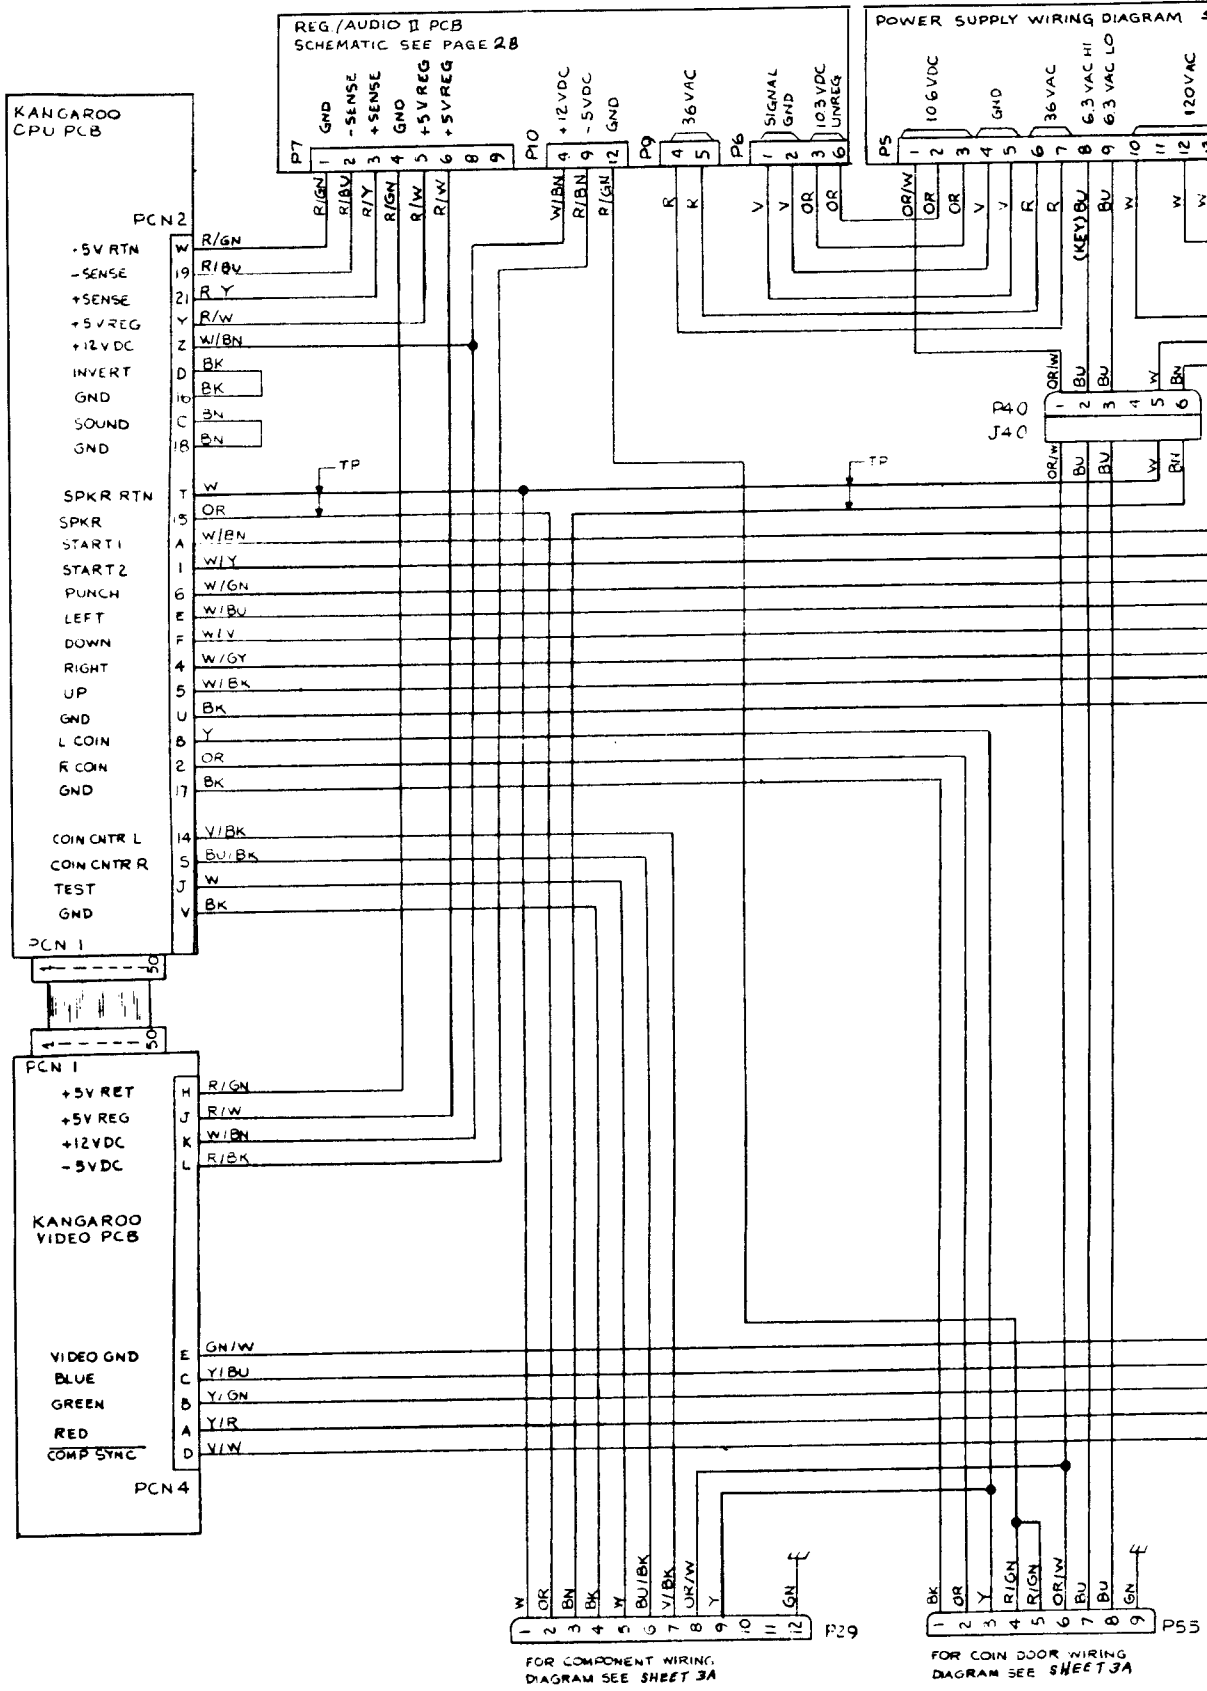 REG./AUDIO II PCB
SCHEMATIC SEE PAGE 2B
GND
-SENSE
+SENSE
GND
+5VREG
+5VREG
+12VDC
-5VDC
GND
36VAC
SIGNAL
GND
10.3VDC
UNREG
P7
1 2 3 4 5 6 8 9
P10
9 12
P9
4 5
P6
1 2 3 6
R/GN
R/BU
R/Y
R/GN
R/W
R/W
W/BN
R/BN
R/GN
R
V
V
OR
OR
POWER SUPPLY WIRING DIAGRAM
10.6VDC
GND
36VAC
6.3 VAC HI
6.3 VAC LO
120VAC
P5
1 2 3 4 5 6 7 8 9 10 11 12 13
OR/W
OR
OR
V
V
R
R
(KEY) BU
BU
W
W
W
KANGAROO
CPU PCB
PCN2
+5V RTN W R/GN
-SENSE 19 R/BU
+SENSE 21 R Y
+5VREG Y R/W
+12VDC Z W/BN
INVERT D BK
GND 16 BK
SOUND C BN
GND 18 BN
TP
TP
SPKR RTN T W
SPKR 15 OR
START1 A W/BN
START2 1 W/Y
PUNCH 6 W/GN
LEFT E W/BU
DOWN F W/V
RIGHT 4 W/GY
UP 5 W/BK
GND U BK
L COIN B Y
R COIN 2 OR
GND 17 BK
COIN CNTR L 14 V/BK
COIN CNTR R S BU/BK
TEST J W
GND V BK
PCN 1
1 50
OR/W
BU
BU
W
BN
P40
1 2 3 4 5 6
J40
OR/W
BU
BU
W
BN
1 50
PCN 1
+5V RET H R/GN
+5V REG J R/W
+12VDC K W/BN
-5VDC L R/BK
KANGAROO
VIDEO PCB
VIDEO GND E GN/W
BLUE C Y/BU
GREEN B Y/GN
RED A Y/R
COMP SYNC D V/W
PCN4
W
OR
BN
BK
W
BU/BK
V/BK
OR/W
Y
GN
1 2 3 4 5 6 7 8 9 10 11 12
P29
FOR COMPONENT WIRING
DIAGRAM SEE SHEET 3A
BK
OR
Y
R/GN
R/GN
OR/W
BU
BU
GN
1 2 3 4 5 6 7 8 9
P55
FOR COIN DOOR WIRING
DIAGRAM SEE SHEET 3A